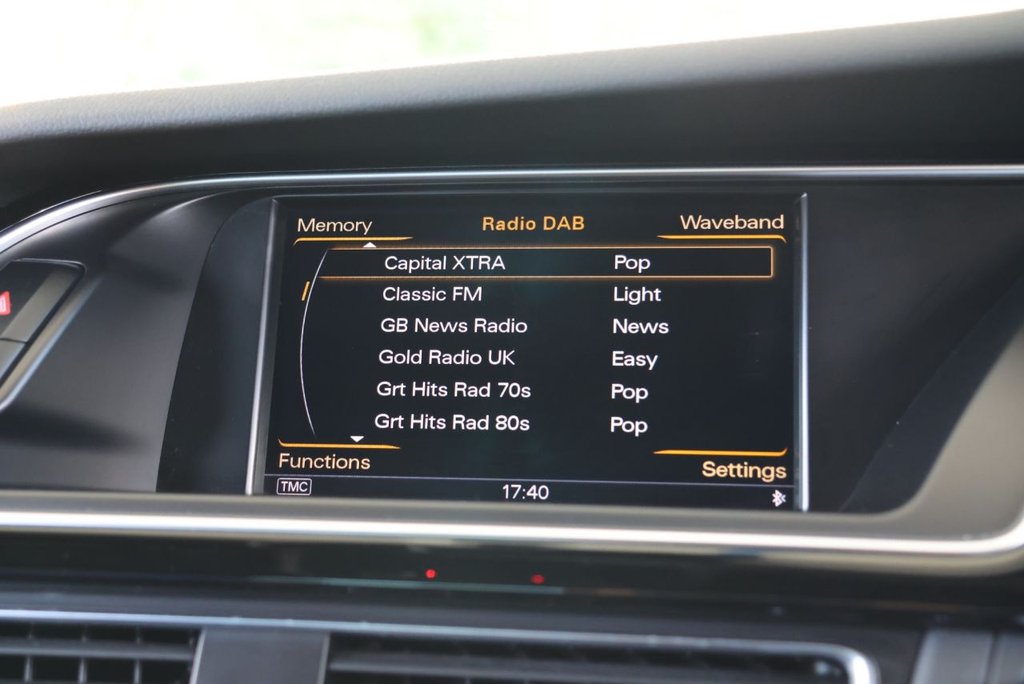 Memory Radio DAB Waveband
Capital XTRA Pop
Classic FM Light
GB News Radio News
Gold Radio UK Easy
Grt Hits Rad 70s Pop
Grt Hits Rad 80s Pop
Functions Settings
TMC 17:40